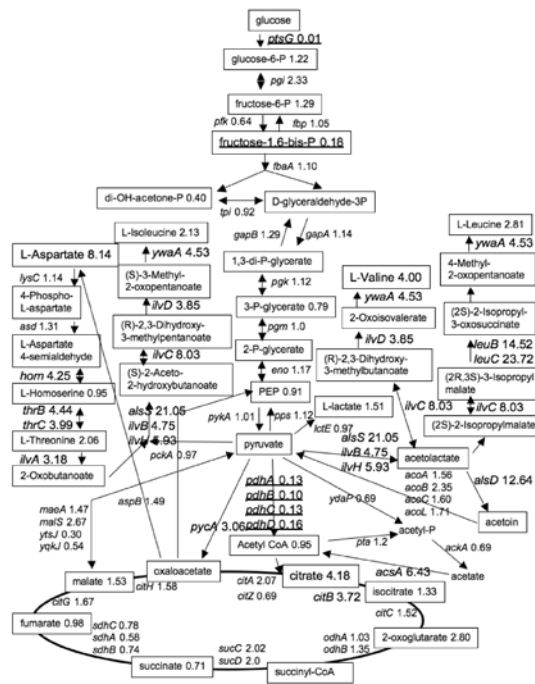 glucose
ptsG 0.01
glucose-6-P 1.22
pgi 2.33
fructose-6-P 1.29
pfk 0.64
fbp 1.05
fructose-1,6-bis-P 0.18
fbaA 1.10
di-OH-acetone-P 0.40
tpi 0.92
D-glyceraldehyde-3P
gapB 1.29
gapA 1.14
1,3-di-P-glycerate
pgk 1.12
3-P-glycerate 0.79
pgm 1.0
2-P-glycerate
eno 1.17
PEP 0.91
pykA 1.01
pps 1.12
pyruvate
L-lactate 1.51
lctE 0.97
L-Isoleucine 2.13
ywaA 4.53
(S)-3-Methyl-
2-oxopentanoate
ilvD 3.85
(R)-2,3-Dihydroxy-
3-methylpentanoate
ilvC 8.03
(S)-2-Aceto-
2-hydroxybutanoate
alsS 21.05
ilvB 4.75
ilvH 5.93
pckA 0.97
L-Aspartate 8.14
lysC 1.14
4-Phospho-
L-aspartate
asd 1.31
L-Aspartate
4-semialdehyde
hom 4.25
L-Homoserine 0.95
thrB 4.44
thrC 3.99
L-Threonine 2.06
ilvA 3.18
2-Oxobutanoate
L-Valine 4.00
ywaA 4.53
2-Oxoisovalerate
ilvD 3.85
(R)-2,3-Dihydroxy-
3-methylbutanoate
ilvC 8.03
L-Leucine 2.81
ywaA 4.53
4-Methyl-
2-oxopentanoate
(2S)-2-Isopropyl-
3-oxosuccinate
leuB 14.52
leuC 23.72
(2R,3S)-3-Isopropyl
malate
ilvC 8.03
(2S)-2-Isopropylmalate
alsS 21.05
ilvB 4.75
ilvH 5.93
acetolactate
acoA 1.56
acoB 2.35
acoC 1.60
acoL 1.71
alsD 12.64
acetoin
maeA 1.47
malS 2.67
ytsJ 0.30
yqkJ 0.54
aspB 1.49
pycA 3.06
pdhA 0.13
pdhB 0.10
pdhC 0.13
pdhD 0.16
ydaP 0.69
acetyl-P
Acetyl CoA 0.95
pta 1.2
ackA 0.69
acsA 6.43
acetate
malate 1.53
oxaloacetate
citH 1.58
citA 2.07
citZ 0.69
citrate 4.18
citB 3.72
isocitrate 1.33
citG 1.67
citC 1.52
fumarate 0.98
sdhC 0.78
sdhA 0.58
sdhB 0.74
succinate 0.71
sucC 2.02
sucD 2.0
succinyl-CoA
odhA 1.03
odhB 1.35
2-oxoglutarate 2.80